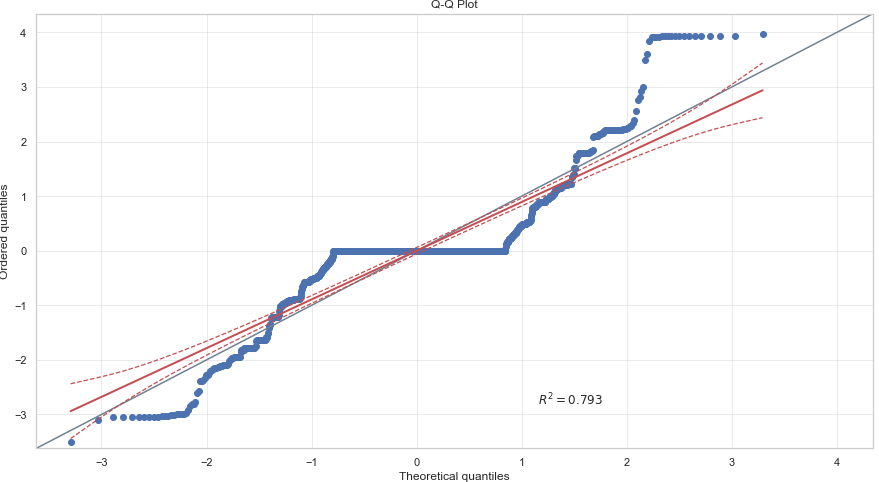 Q-Q Plot
Ordered quantiles
4
3
2
1
0
−1
−2
−3
R² = 0.793
−3 −2 −1 0 1 2 3 4
Theoretical quantiles